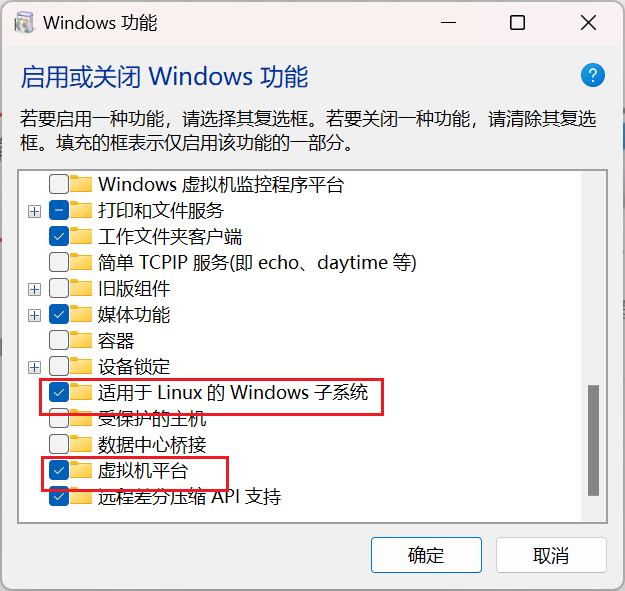 Windows 功能
启用或关闭 Windows 功能
?
若要启用一种功能，请选择其复选框。若要关闭一种功能，请清除其复选
框。填充的框表示仅启用该功能的一部分。
Windows 虚拟机监控程序平台
打印和文件服务
工作文件夹客户端
简单 TCPIP 服务(即 echo、daytime 等)
旧版组件
媒体功能
容器
设备锁定
适用于 Linux 的 Windows 子系统
受保护的主机
数据中心桥接
虚拟机平台
远程差分压缩 API 支持
确定
取消